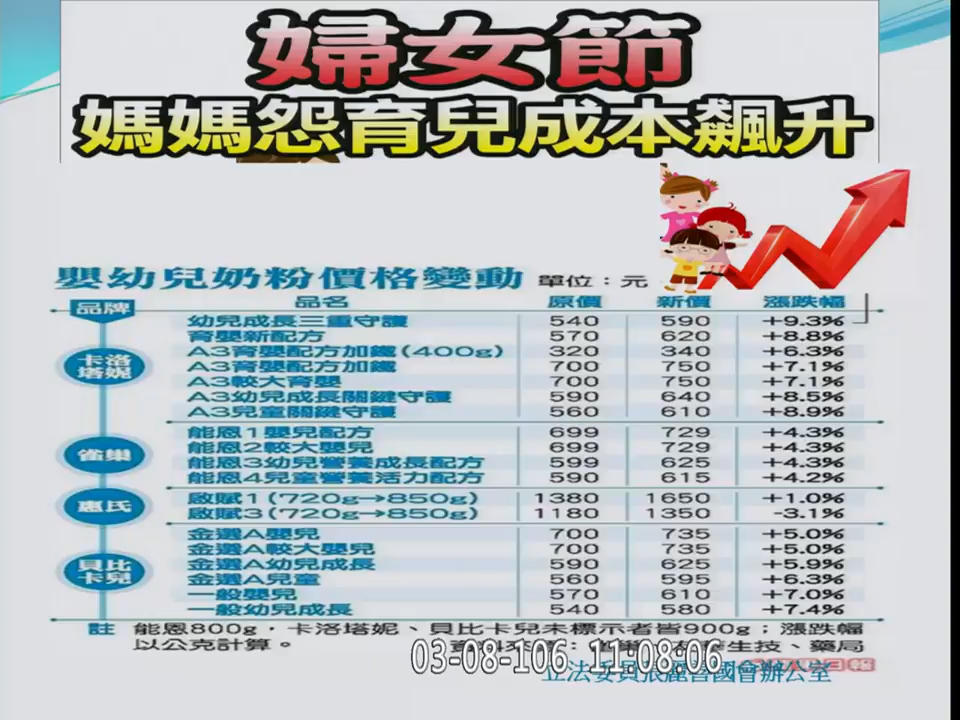 婦女節
媽媽怨育兒成本飆升
嬰幼兒奶粉價格變動 單位：元
品牌 品名 原價 新價 漲跌幅
卡洛塔妮
幼兒成長三重守護 540 590 +9.3%
育嬰新配方 570 620 +8.8%
A3育嬰配方加鐵(400g) 320 340 +6.3%
A3育嬰配方加鐵 700 750 +7.1%
A3較大育嬰 700 750 +7.1%
A3幼兒成長關鍵守護 590 640 +8.5%
A3兒童關鍵守護 560 610 +8.9%
雀巢
能恩1嬰兒配方 699 729 +4.3%
能恩2較大嬰兒 699 729 +4.3%
能恩3幼兒營養成長配方 599 625 +4.3%
能恩4兒童營養活力配方 590 615 +4.2%
惠氏
啟賦1(720g→850g) 1380 1650 +1.0%
啟賦3(720g→850g) 1180 1350 -3.1%
貝比卡兒
金選A嬰兒 700 735 +5.0%
金選A較大嬰兒 700 735 +5.0%
金選A幼兒成長 590 625 +5.9%
金選A兒童 560 595 +6.3%
一般嬰兒 570 610 +7.0%
一般幼兒成長 540 580 +7.4%
註 能恩800g，卡洛塔妮、貝比卡兒未標示者皆900g；漲跌幅
以公克計算。 生技、藥局
03-08-106 11:08:06
立法委員張麗善國會辦公室